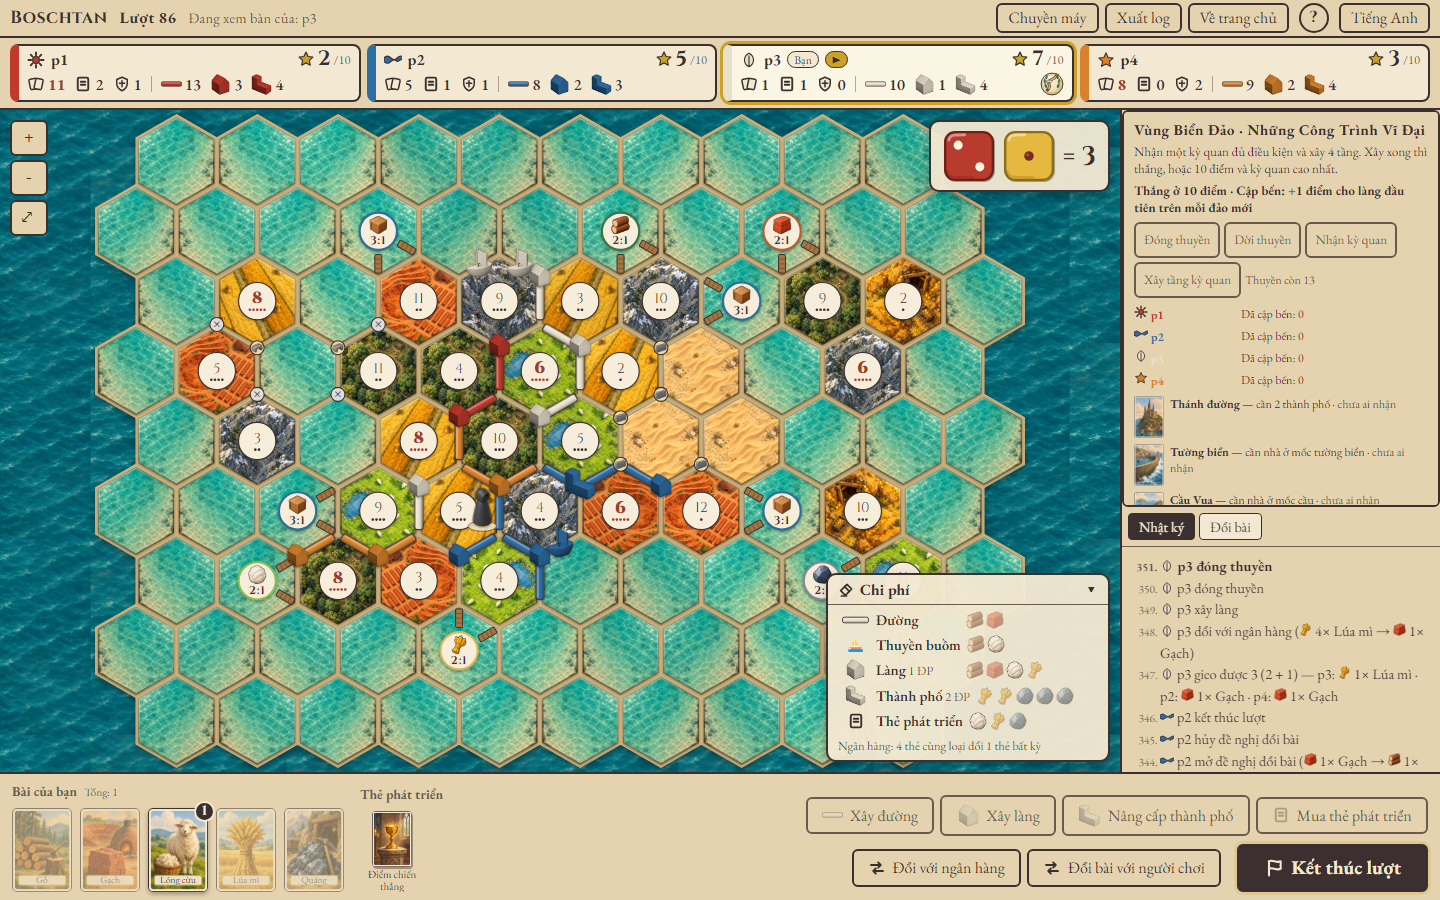 BOSCHTAN Lượt 86 Đang xem bàn của: p3
Chuyền máy Xuất log Về trang chủ ? Tiếng Anh
p1 2/10
11 2 1 13 3 4
p2 5/10
5 1 1 8 2 3
p3 Bạn ▶ 7/10
1 1 0 10 1 4
p4 3/10
8 0 2 9 2 4
+
-
= 3
3:1 2:1 2:1
8 11 9 3 10 3:1 9 2
5 11 4 6 2 6
3 8 10 5
3:1 9 5 4 6 12 3:1 10
2:1 8 3 4
2:1
Vùng Biển Đảo · Những Công Trình Vĩ Đại
Nhận một kỳ quan đủ điều kiện và xây 4 tầng. Xây xong thì
thắng, hoặc 10 điểm và kỳ quan cao nhất.
Thắng ở 10 điểm · Cập bến: +1 điểm cho làng đầu
tiên trên mỗi đảo mới
Đóng thuyền Dời thuyền Nhận kỳ quan
Xây tầng kỳ quan Thuyền còn 13
p1 Đã cập bến: 0
p2 Đã cập bến: 0
p3 Đã cập bến: 0
p4 Đã cập bến: 0
Thánh đường — cần 2 thành phố · chưa ai nhận
Tường biển — cần nhà ở mốc tường biển · chưa ai
nhận
Cầu Vua — cần nhà ở mốc cầu · chưa ai nhận
Nhật ký Đổi bài
351. p3 đóng thuyền
350. p3 đóng thuyền
349. p3 xây làng
348. p3 đổi với ngân hàng (4× Lúa mì → 1×
Gạch)
347. p3 gieo được 3 (2 + 1) — p3: 1× Lúa mì ·
p2: 1× Gạch · p4: 1× Gạch
346. p2 kết thúc lượt
345. p2 hủy đề nghị đổi bài
344. p2 mở đề nghị đổi bài (1× Gạch → 1×
Chi phí ▼
Đường
Thuyền buồm
Làng 1 ĐP
Thành phố 2 ĐP
Thẻ phát triển
Ngân hàng: 4 thẻ cùng loại đổi 1 thẻ bất kỳ
Bài của bạn Tổng: 1
Gỗ Gạch Lông cừu 1 Lúa mì Quặng
Thẻ phát triển
Điểm chiến
thắng
Xây đường Xây làng Nâng cấp thành phố Mua thẻ phát triển
Đổi với ngân hàng Đổi bài với người chơi Kết thúc lượt